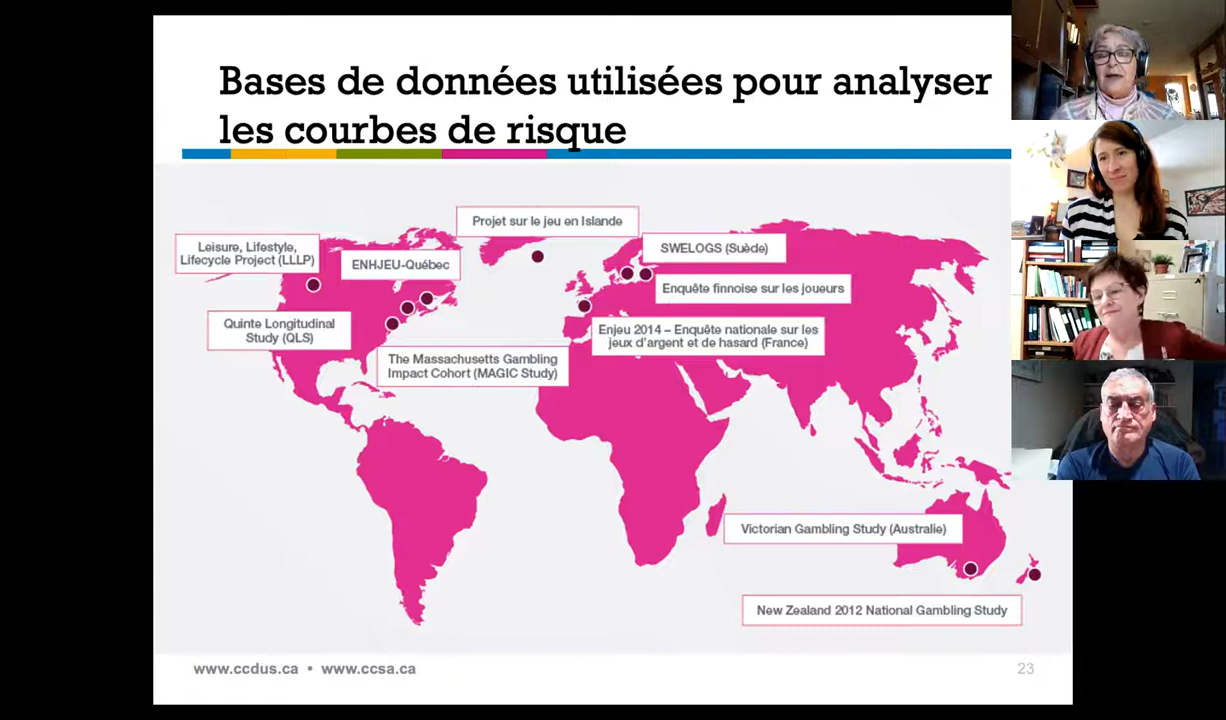 Bases de données utilisées pour analyser
les courbes de risque
Projet sur le jeu en Islande
Leisure, Lifestyle,
Lifecycle Project (LLLP)
ENHJEU-Québec
SWELOGS (Suède)
Enquête finnoise sur les joueurs
Quinte Longitudinal
Study (QLS)
Enjeu 2014 – Enquête nationale sur les
jeux d'argent et de hasard (France)
The Massachusetts Gambling
Impact Cohort (MAGIC Study)
Victorian Gambling Study (Australie)
New Zealand 2012 National Gambling Study
www.ccdus.ca • www.ccsa.ca
23